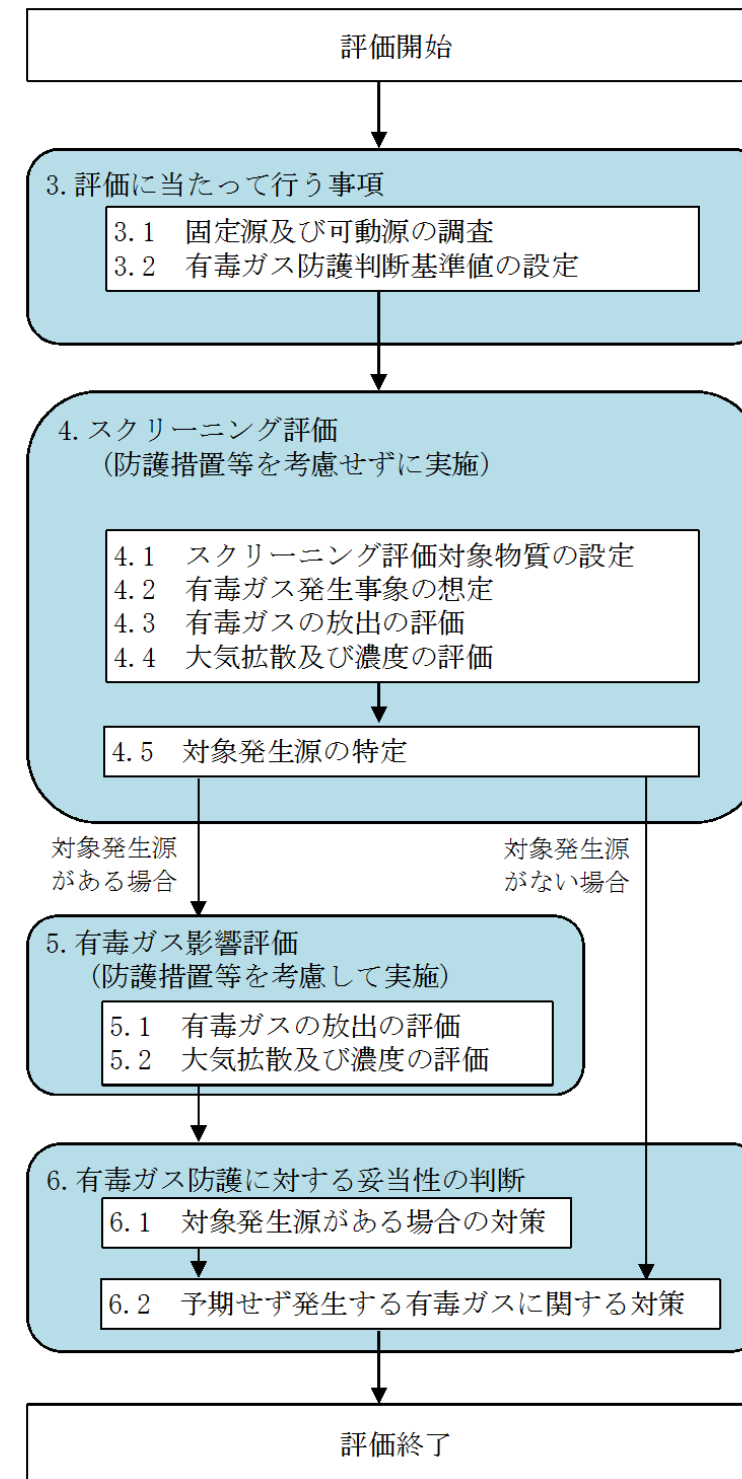 評価開始
3.評価に当たって行う事項
3.1 固定源及び可動源の調査
3.2 有毒ガス防護判断基準値の設定
4.スクリーニング評価
(防護措置等を考慮せずに実施)
4.1 スクリーニング評価対象物質の設定
4.2 有毒ガス発生事象の想定
4.3 有毒ガスの放出の評価
4.4 大気拡散及び濃度の評価
4.5 対象発生源の特定
対象発生源
がある場合
対象発生源
がない場合
5.有毒ガス影響評価
(防護措置等を考慮して実施)
5.1 有毒ガスの放出の評価
5.2 大気拡散及び濃度の評価
6.有毒ガス防護に対する妥当性の判断
6.1 対象発生源がある場合の対策
6.2 予期せず発生する有毒ガスに関する対策
評価終了